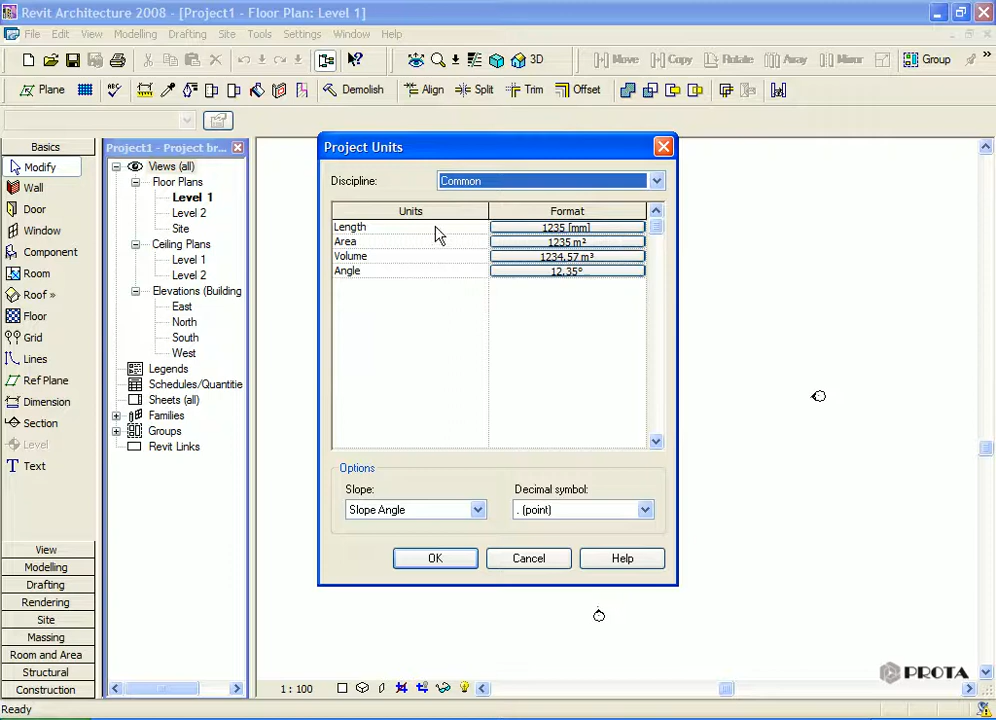 Revit Architecture 2008 - [Project1 - Floor Plan: Level 1]
File Edit View Modelling Drafting Site Tools Settings Window Help
3D Move Copy Rotate Array Mirror Group »
Plane Demolish Align Split Trim Offset
Basics
Modify
Wall
Door
Window
Component
Room
Roof »
Floor
Grid
Lines
Ref Plane
Dimension
Section
Level
Text
View
Modelling
Drafting
Rendering
Site
Massing
Room and Area
Structural
Construction
Project1 - Project br...
Views (all)
Floor Plans
Level 1
Level 2
Site
Ceiling Plans
Level 1
Level 2
Elevations (Building
East
North
South
West
Legends
Schedules/Quantitie
Sheets (all)
Families
Groups
Revit Links
Project Units
Discipline: Common
Units Format
Length 1235 [mm]
Area 1235 m²
Volume 1234.57 m³
Angle 12.35°
Options
Slope: Decimal symbol:
Slope Angle . (point)
OK Cancel Help
PROTA
1 : 100
Ready